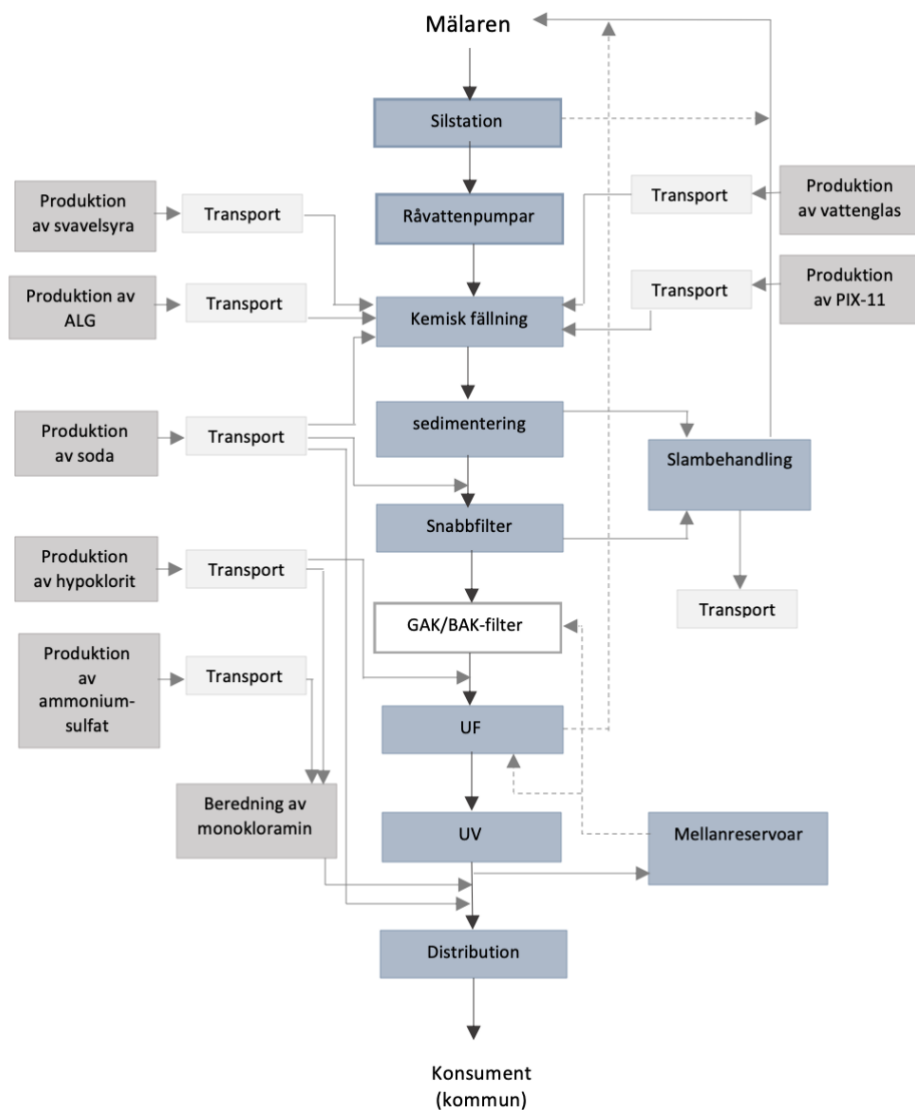 Mälaren
Silstation
Produktion
av svavelsyra
Transport
Råvattenpumpar
Transport
Produktion
av vattenglas
Produktion av
ALG
Transport
Kemisk fällning
Transport
Produktion
av PIX-11
Produktion
av soda
Transport
sedimentering
Slambehandling
Snabbfilter
Produktion
av hypoklorit
Transport
GAK/BAK-filter
Transport
Produktion
av
ammonium-
sulfat
Transport
UF
Beredning av
monokloramin
UV
Mellanreservoar
Distribution
Konsument
(kommun)